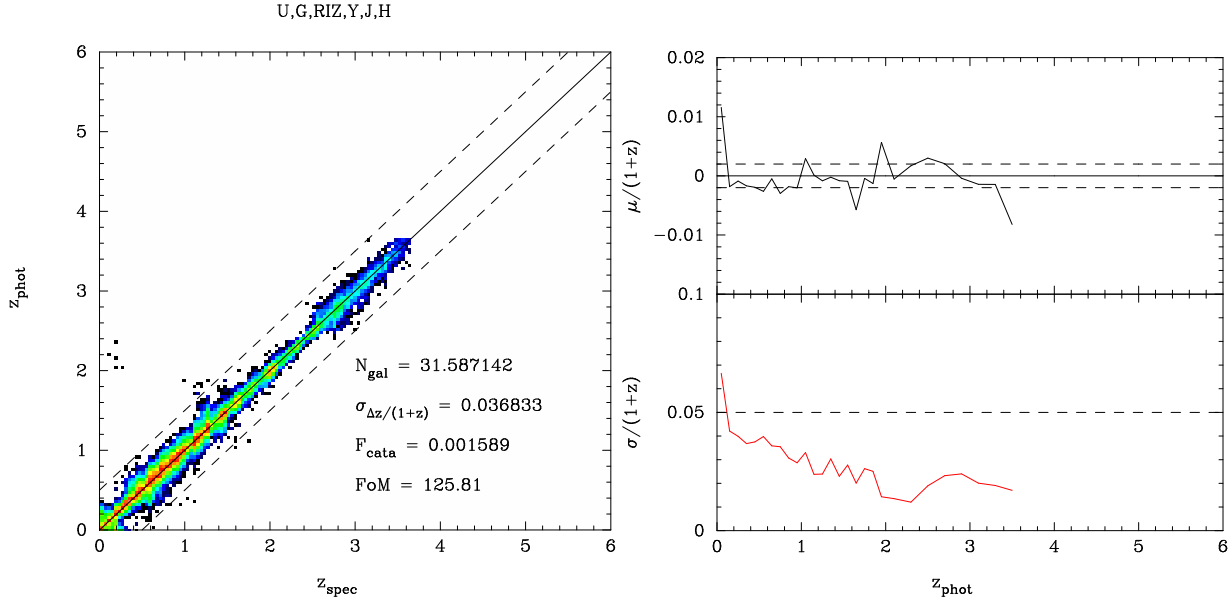 U,G,RIZ,Y,J,H
6
5
4
3
2
1
0
z_phot
N_gal = 31.587142
σ_Δz/(1+z) = 0.036833
F_cata = 0.001589
FoM = 125.81
0 1 2 3 4 5 6
z_spec
0.02
0.01
0
−0.01
μ/(1+z)
0.1
0.05
0
σ/(1+z)
0 1 2 3 4 5 6
z_phot